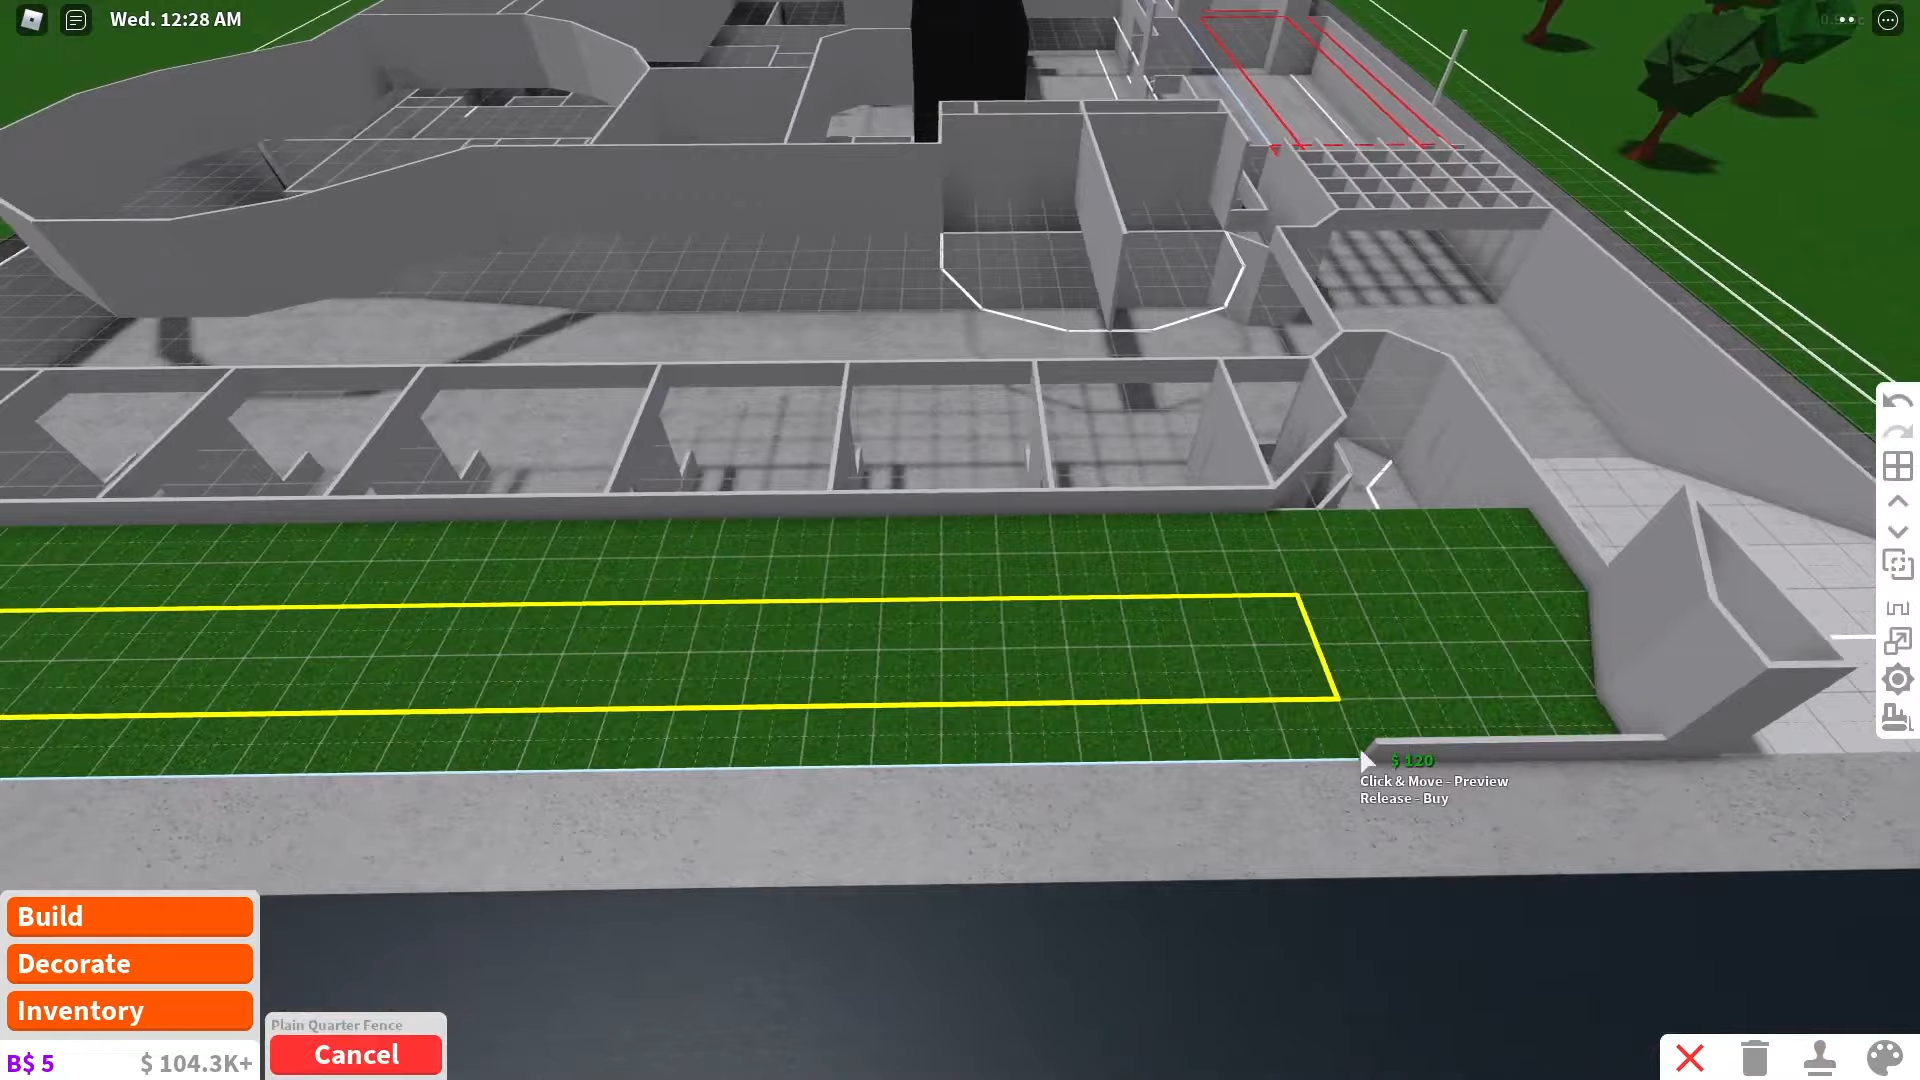 Wed. 12:28 AM
$ 120
Click & Move - Preview
Release - Buy
Build
Decorate
Inventory
Plain Quarter Fence
Cancel
B$ 5
$ 104.3K+